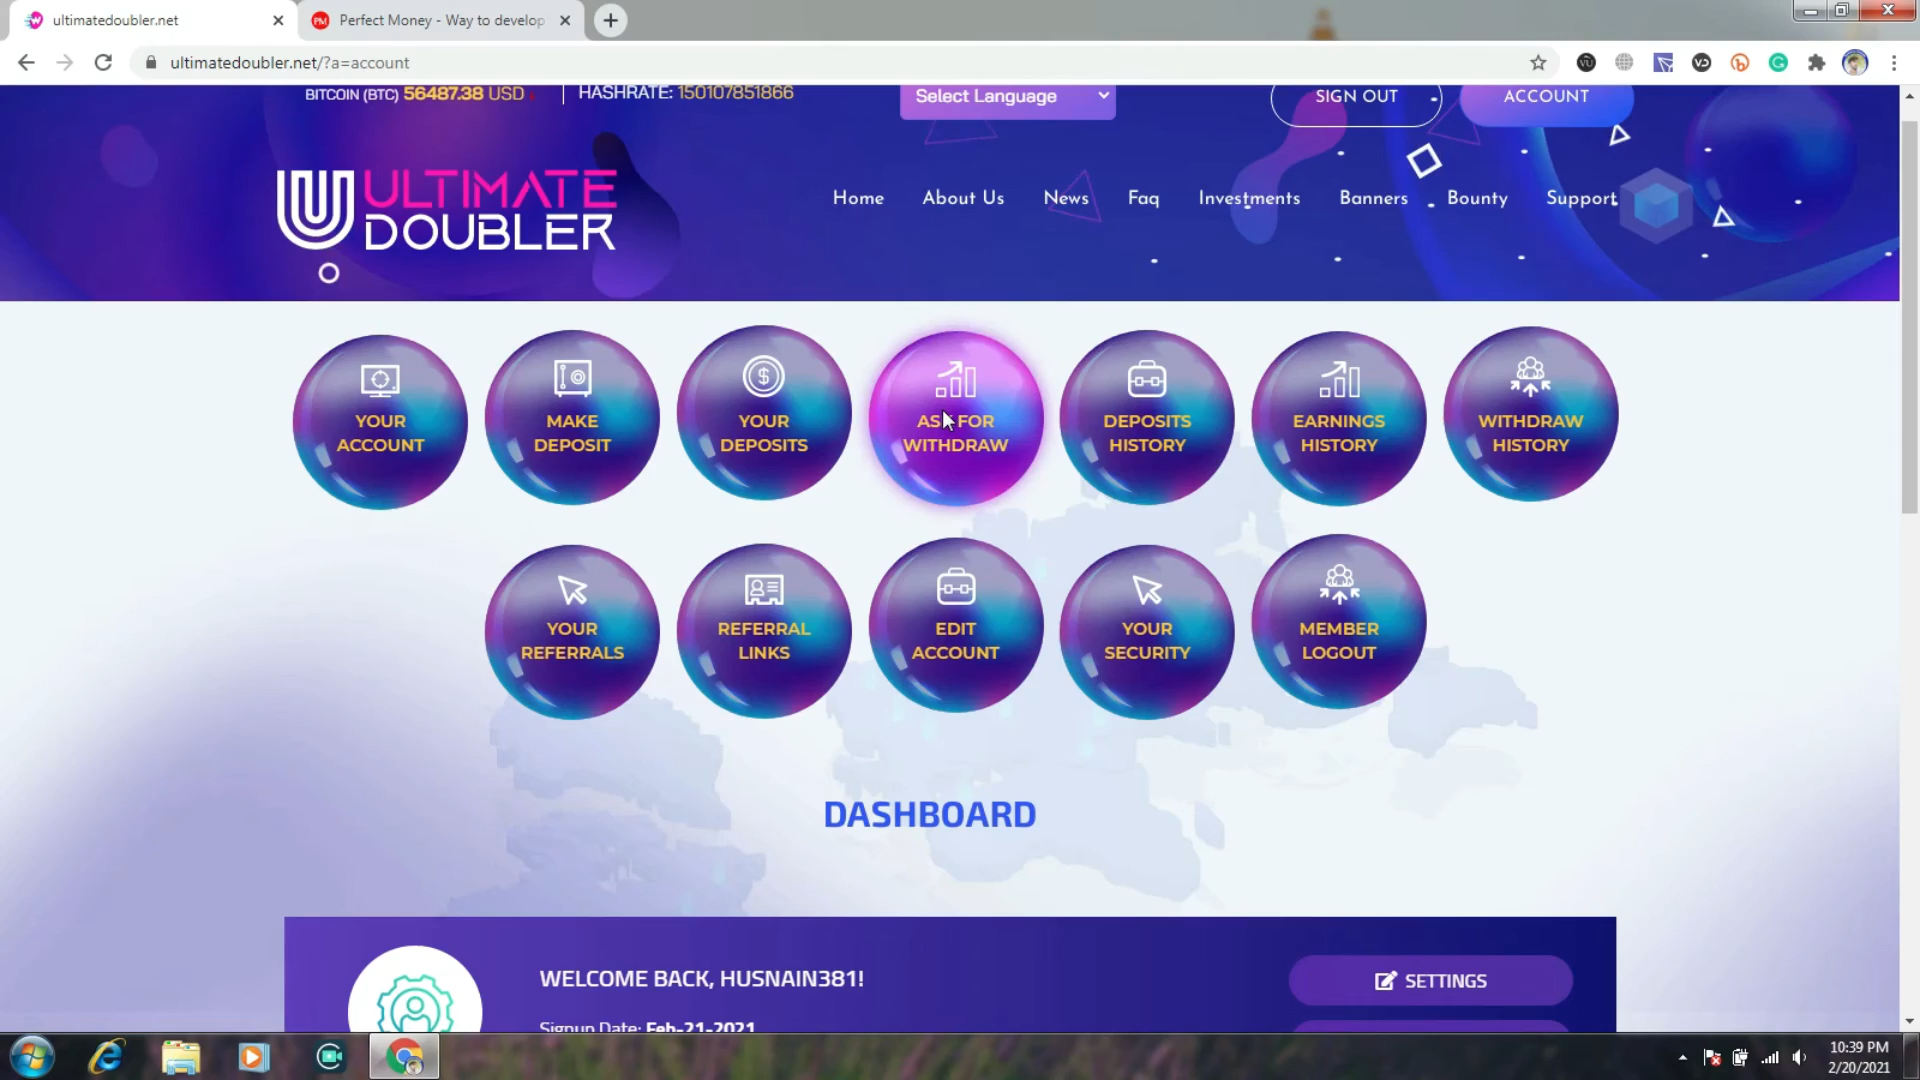 ultimatedoubler.net
Perfect Money - Way to develop
ultimatedoubler.net/?a=account
BITCOIN (BTC) 56487.38 USD
HASHRATE: 150107851866
Select Language
SIGN OUT
ACCOUNT
ULTIMATE
DOUBLER
Home
About Us
News
Faq
Investments
Banners
Bounty
Support
YOUR
ACCOUNT
MAKE
DEPOSIT
YOUR
DEPOSITS
ASK FOR
WITHDRAW
DEPOSITS
HISTORY
EARNINGS
HISTORY
WITHDRAW
HISTORY
YOUR
REFERRALS
REFERRAL
LINKS
EDIT
ACCOUNT
YOUR
SECURITY
MEMBER
LOGOUT
DASHBOARD
WELCOME BACK, HUSNAIN381!
SETTINGS
Signup Date: Feb-21-2021
10:39 PM
2/20/2021